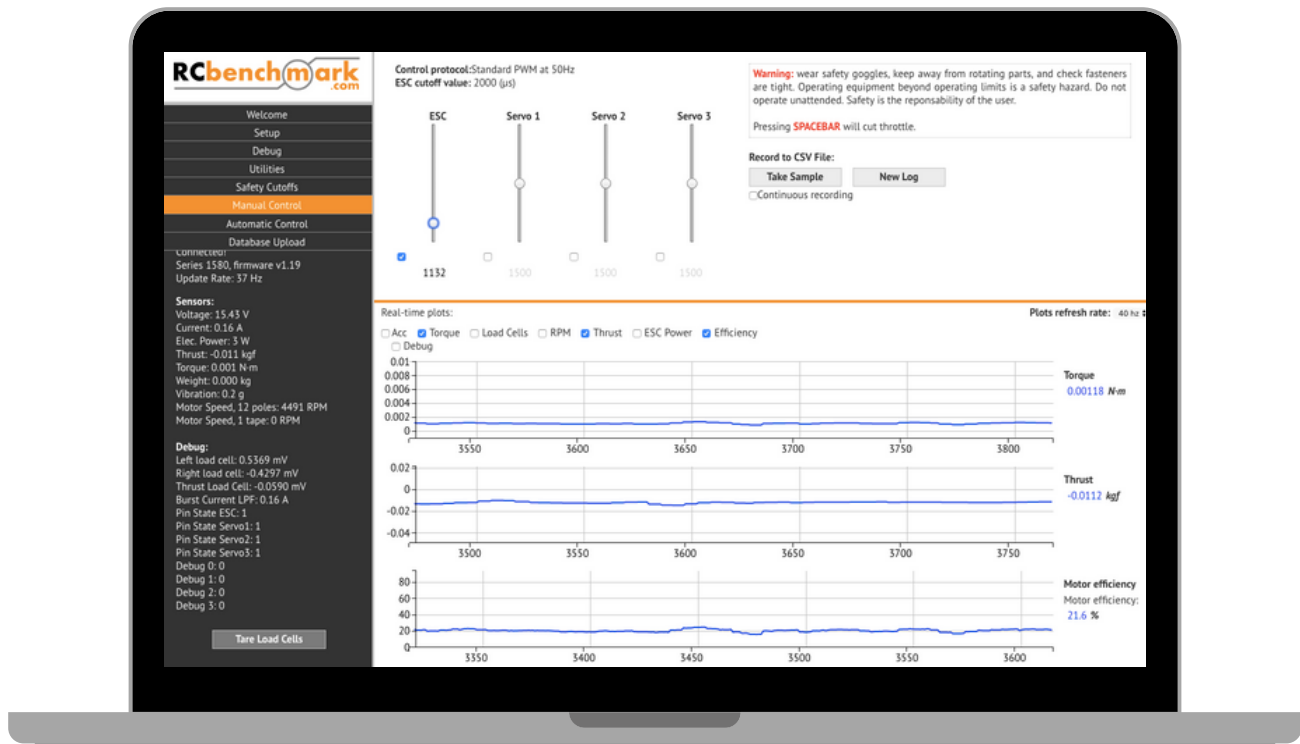 RCbenchmark
.com
Welcome
Setup
Debug
Utilities
Safety Cutoffs
Manual Control
Automatic Control
Database Upload
Connected!
Series 1580, firmware v1.19
Update Rate: 37 Hz
Sensors:
Voltage: 15.43 V
Current: 0.16 A
Elec. Power: 3 W
Thrust: -0.011 kgf
Torque: 0.001 N·m
Weight: 0.000 kg
Vibration: 0.2 g
Motor Speed, 12 poles: 4491 RPM
Motor Speed, 1 tape: 0 RPM
Debug:
Left load cell: 0.5369 mV
Right load cell: -0.4297 mV
Thrust Load Cell: -0.0590 mV
Burst Current LPF: 0.16 A
Pin State ESC: 1
Pin State Servo1: 1
Pin State Servo2: 1
Pin State Servo3: 1
Debug 0: 0
Debug 1: 0
Debug 2: 0
Debug 3: 0
Tare Load Cells
Control protocol:Standard PWM at 50Hz
ESC cutoff value: 2000 (µs)
ESC Servo 1 Servo 2 Servo 3
1132 1500 1500 1500
Warning: wear safety goggles, keep away from rotating parts, and check fasteners
are tight. Operating equipment beyond operating limits is a safety hazard. Do not
operate unattended. Safety is the reponsability of the user.
Pressing SPACEBAR will cut throttle.
Record to CSV File:
Take Sample New Log
Continuous recording
Real-time plots:
Plots refresh rate: 40 hz
Acc Torque Load Cells RPM Thrust ESC Power Efficiency
Debug
0.01
0.008
0.006
0.004
0.002
0
3550 3600 3650 3700 3750 3800
Torque
0.00118 N·m
0.02
0
-0.02
-0.04
3500 3550 3600 3650 3700 3750
Thrust
-0.0112 kgf
80
60
40
20
0
3350 3400 3450 3500 3550 3600
Motor efficiency
Motor efficiency:
21.6 %